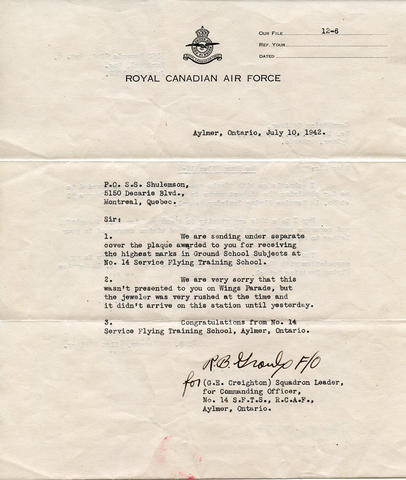 OUR FILE 12-6
REF. YOUR
DATED
ROYAL CANADIAN AIR FORCE
Aylmer, Ontario, July 10, 1942.
P.O. S.S. Shulemson,
5150 Decarie Blvd.,
Montreal, Quebec.
Sir:
1. We are sending under separate
cover the plaque awarded to you for receiving
the highest marks in Ground School Subjects at
No. 14 Service Flying Training School.
2. We are very sorry that this
wasn't presented to you on Wings Parade, but
the jeweler was very rushed at the time and
it didn't arrive on this station until yesterday.
3. Congratulations from No. 14
Service Flying Training School, Aylmer, Ontario.
R.B. F/O
for (G.E. Creighton) Squadron Leader,
for Commanding Officer,
No. 14 S.F.T.S., R.C.A.F.,
Aylmer, Ontario.